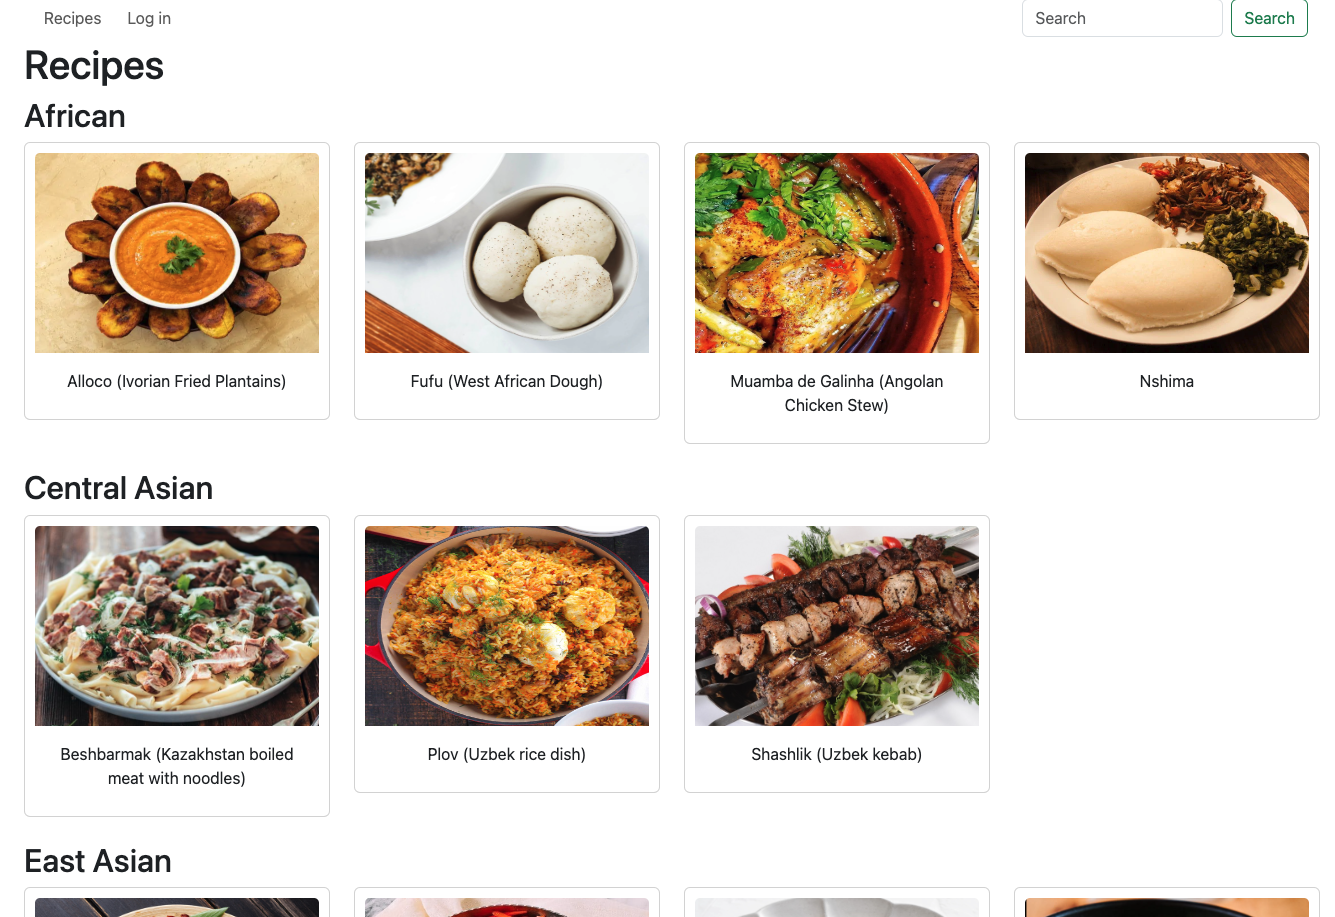 Recipes Log in Search Search
Recipes
African
Alloco (Ivorian Fried Plantains)
Fufu (West African Dough)
Muamba de Galinha (Angolan
Chicken Stew)
Nshima
Central Asian
Beshbarmak (Kazakhstan boiled
meat with noodles)
Plov (Uzbek rice dish)
Shashlik (Uzbek kebab)
East Asian